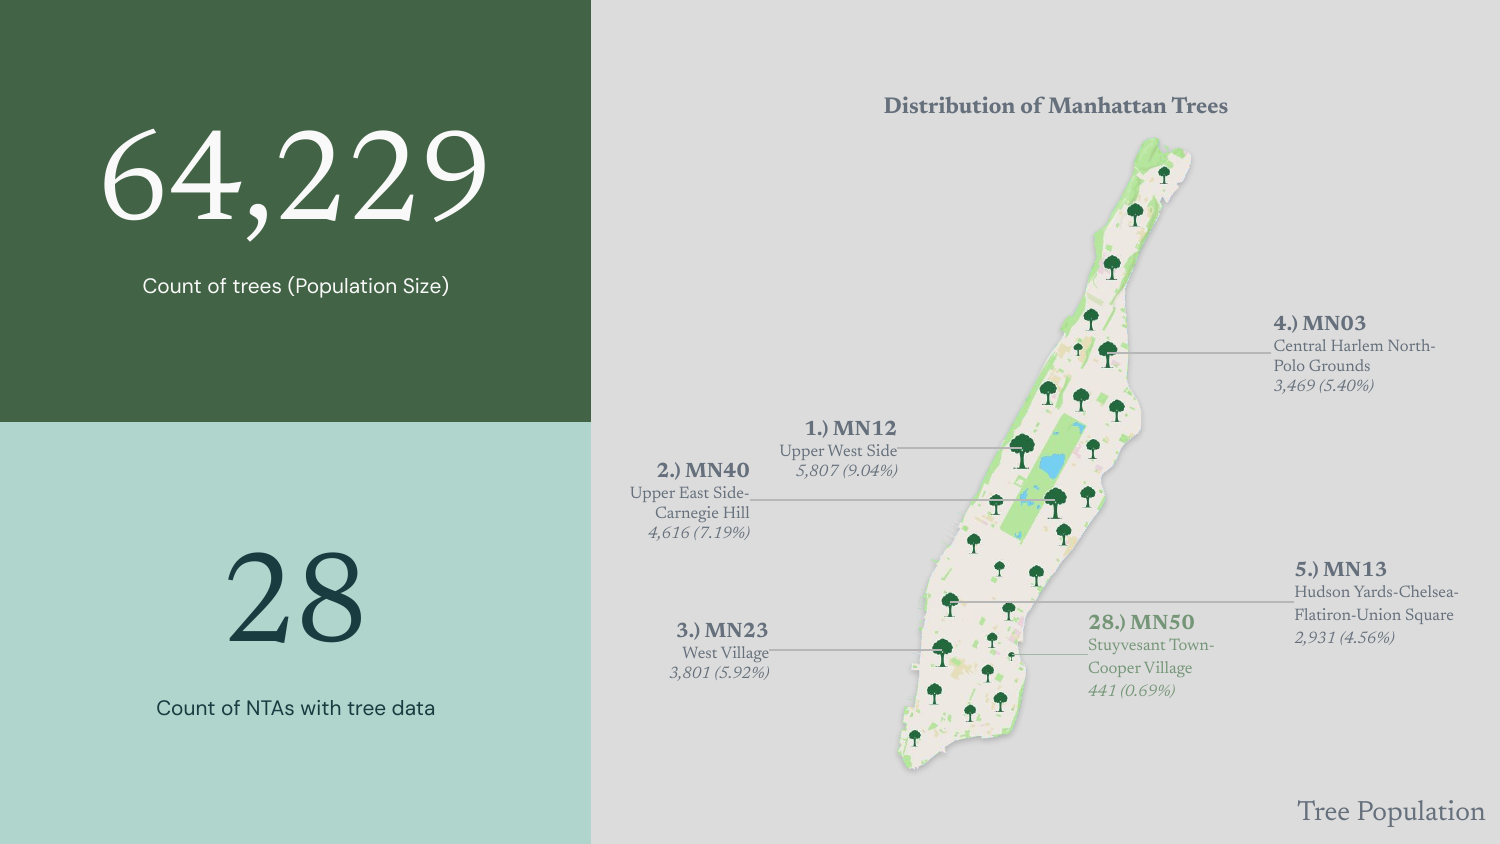 64,229
Count of trees (Population Size)
28
Count of NTAs with tree data
Distribution of Manhattan Trees
4.) MN03
Central Harlem North-
Polo Grounds
3,469 (5.40%)
1.) MN12
Upper West Side
5,807 (9.04%)
2.) MN40
Upper East Side-
Carnegie Hill
4,616 (7.19%)
5.) MN13
Hudson Yards-Chelsea-
Flatiron-Union Square
2,931 (4.56%)
28.) MN50
Stuyvesant Town-
Cooper Village
441 (0.69%)
3.) MN23
West Village
3,801 (5.92%)
Tree Population